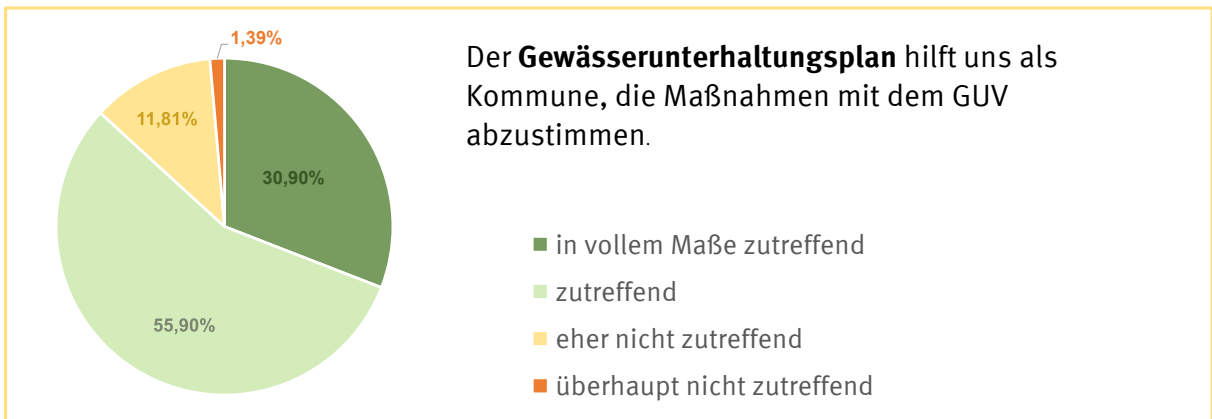 1,39%
11,81%
30,90%
55,90%
Der Gewässerunterhaltungsplan hilft uns als
Kommune, die Maßnahmen mit dem GUV
abzustimmen.
in vollem Maße zutreffend
zutreffend
eher nicht zutreffend
überhaupt nicht zutreffend